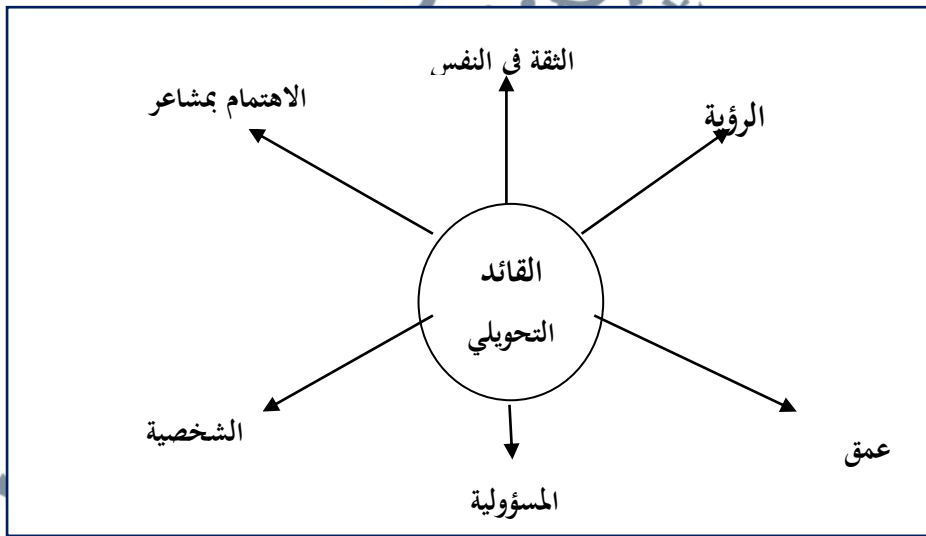 الثقة في النفس
الرؤية
الاهتمام بمشاعر
القائد
التحويلي
عمق
الشخصية
المسؤولية